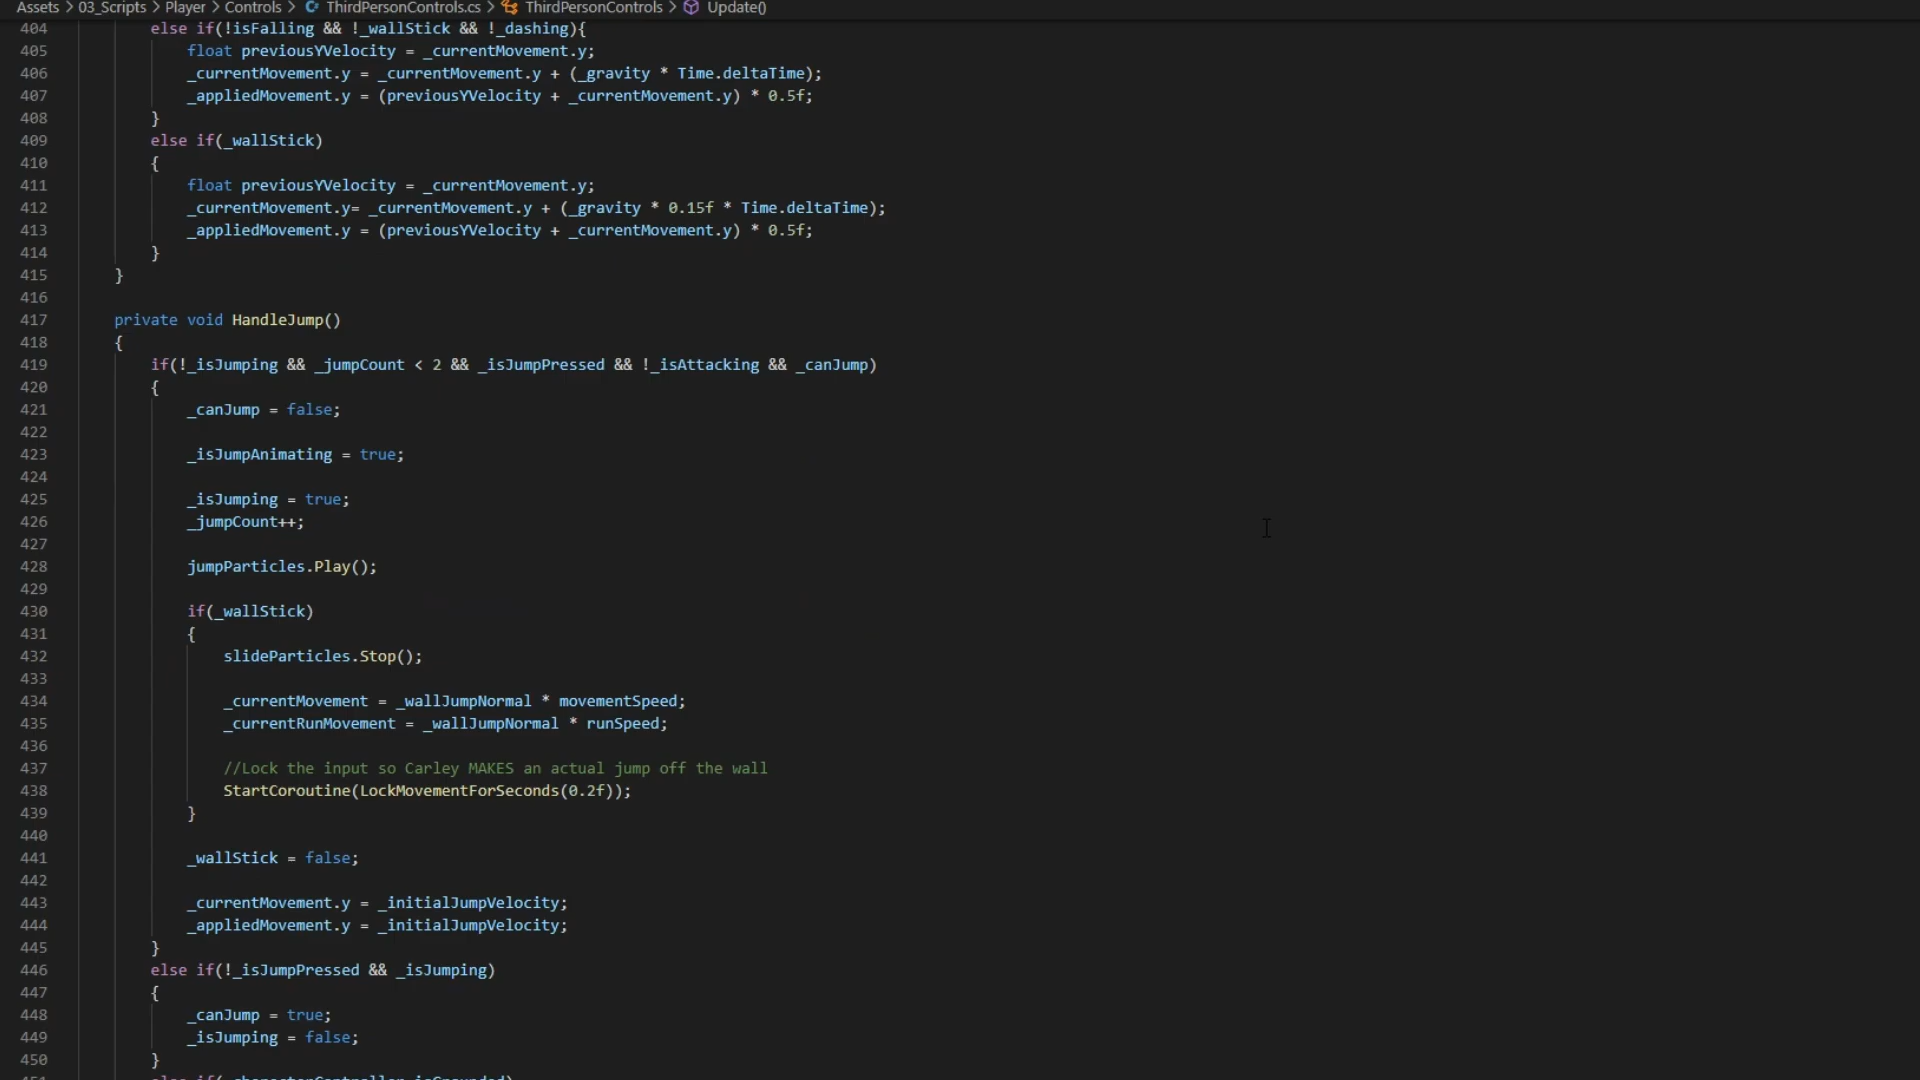 Assets > 03_Scripts > Player > Controls > ThirdPersonControls.cs > ThirdPersonControls > Update()
404 else if(!isFalling && !_wallStick && !_dashing){
405 float previousYVelocity = _currentMovement.y;
406 _currentMovement.y = _currentMovement.y + (_gravity * Time.deltaTime);
407 _appliedMovement.y = (previousYVelocity + _currentMovement.y) * 0.5f;
408 }
409 else if(_wallStick)
410 {
411 float previousYVelocity = _currentMovement.y;
412 _currentMovement.y= _currentMovement.y + (_gravity * 0.15f * Time.deltaTime);
413 _appliedMovement.y = (previousYVelocity + _currentMovement.y) * 0.5f;
414 }
415 }
416
417 private void HandleJump()
418 {
419 if(!_isJumping && _jumpCount < 2 && _isJumpPressed && !_isAttacking && _canJump)
420 {
421 _canJump = false;
422
423 _isJumpAnimating = true;
424
425 _isJumping = true;
426 _jumpCount++;
427
428 jumpParticles.Play();
429
430 if(_wallStick)
431 {
432 slideParticles.Stop();
433
434 _currentMovement = _wallJumpNormal * movementSpeed;
435 _currentRunMovement = _wallJumpNormal * runSpeed;
436
437 //Lock the input so Carley MAKES an actual jump off the wall
438 StartCoroutine(LockMovementForSeconds(0.2f));
439 }
440
441 _wallStick = false;
442
443 _currentMovement.y = _initialJumpVelocity;
444 _appliedMovement.y = _initialJumpVelocity;
445 }
446 else if(!_isJumpPressed && _isJumping)
447 {
448 _canJump = true;
449 _isJumping = false;
450 }
451 else if(_characterController.isGrounded)